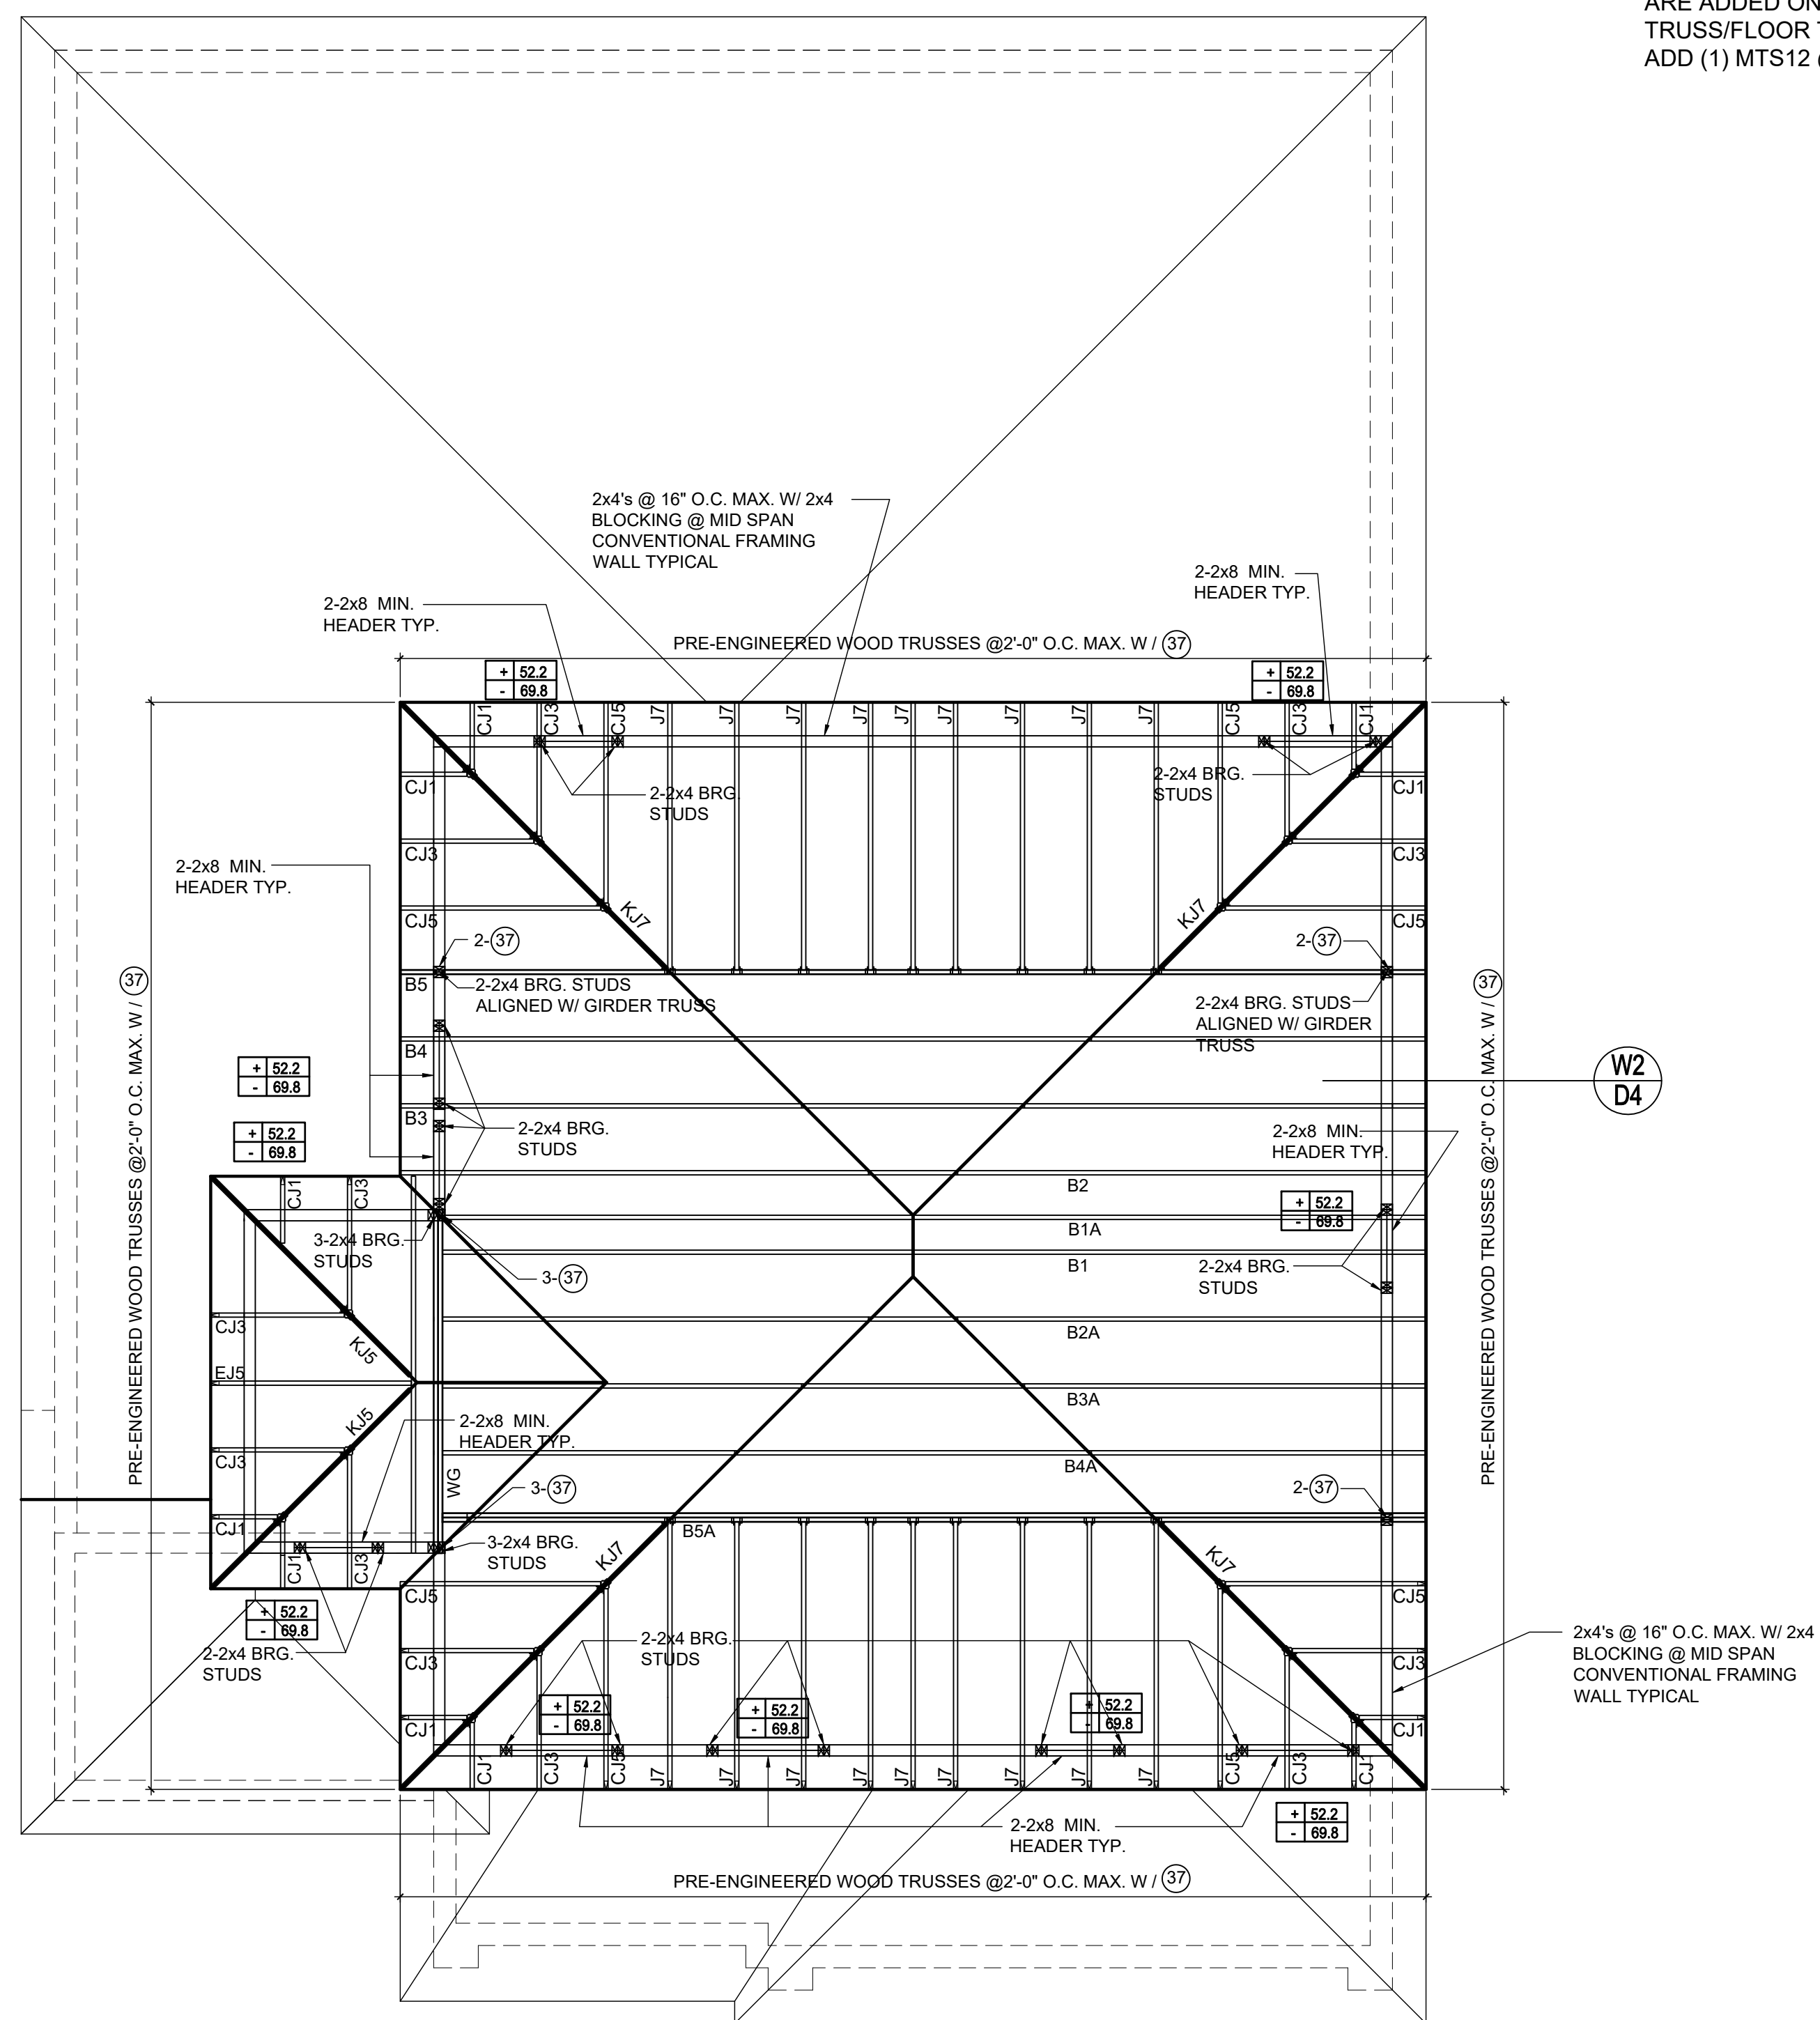 ARE ADDED ON
TRUSS/FLOOR
ADD (1) MTS12
2x4's @ 16" O.C. MAX. W/ 2x4
BLOCKING @ MID SPAN
CONVENTIONAL FRAMING
WALL TYPICAL
2-2x8 MIN.
HEADER TYP.
2-2x8 MIN.
HEADER TYP.
PRE-ENGINEERED WOOD TRUSSES @2'-0" O.C. MAX. W / 37
+ 52.2
- 69.8
+ 52.2
- 69.8
CJ1
CJ3
CJ5
J7
J7
J7
J7
J7
J7
J7
J7
J7
CJ5
CJ3
CJ1
CJ1
2-2x4 BRG.
STUDS
2-2x4 BRG.
STUDS
CJ1
CJ3
CJ3
2-2x8 MIN.
HEADER TYP.
CJ5
KJ7
KJ7
CJ5
2-37
2-37
B5
2-2x4 BRG. STUDS
ALIGNED W/ GIRDER TRUSS
2-2x4 BRG. STUDS
ALIGNED W/ GIRDER
TRUSS
PRE-ENGINEERED WOOD TRUSSES @2'-0" O.C. MAX. W / 37
PRE-ENGINEERED WOOD TRUSSES @2'-0" O.C. MAX. W / 37
B4
W2
D4
+ 52.2
- 69.8
B3
2-2x4 BRG.
STUDS
+ 52.2
- 69.8
2-2x8 MIN.
HEADER TYP.
CJ1
CJ3
B2
+ 52.2
- 69.8
B1A
3-2x4 BRG.
STUDS
3-37
B1
2-2x4 BRG.
STUDS
CJ3
KJ5
B2A
EJ5
B3A
KJ5
2-2x8 MIN.
HEADER TYP.
CJ3
WG
B4A
3-37
2-37
CJ1
B5A
3-2x4 BRG.
STUDS
CJ1
CJ3
KJ7
KJ7
CJ5
CJ5
+ 52.2
- 69.8
2-2x4 BRG.
STUDS
2-2x4 BRG.
STUDS
2x4's @ 16" O.C. MAX. W/ 2x4
BLOCKING @ MID SPAN
CONVENTIONAL FRAMING
WALL TYPICAL
CJ3
CJ3
+ 52.2
- 69.8
+ 52.2
- 69.8
+ 52.2
- 69.8
CJ1
CJ1
CJ1
CJ3
CJ5
J7
J7
J7
J7
J7
J7
J7
J7
J7
CJ5
CJ3
CJ1
2-2x8 MIN.
HEADER TYP.
+ 52.2
- 69.8
PRE-ENGINEERED WOOD TRUSSES @2'-0" O.C. MAX. W / 37